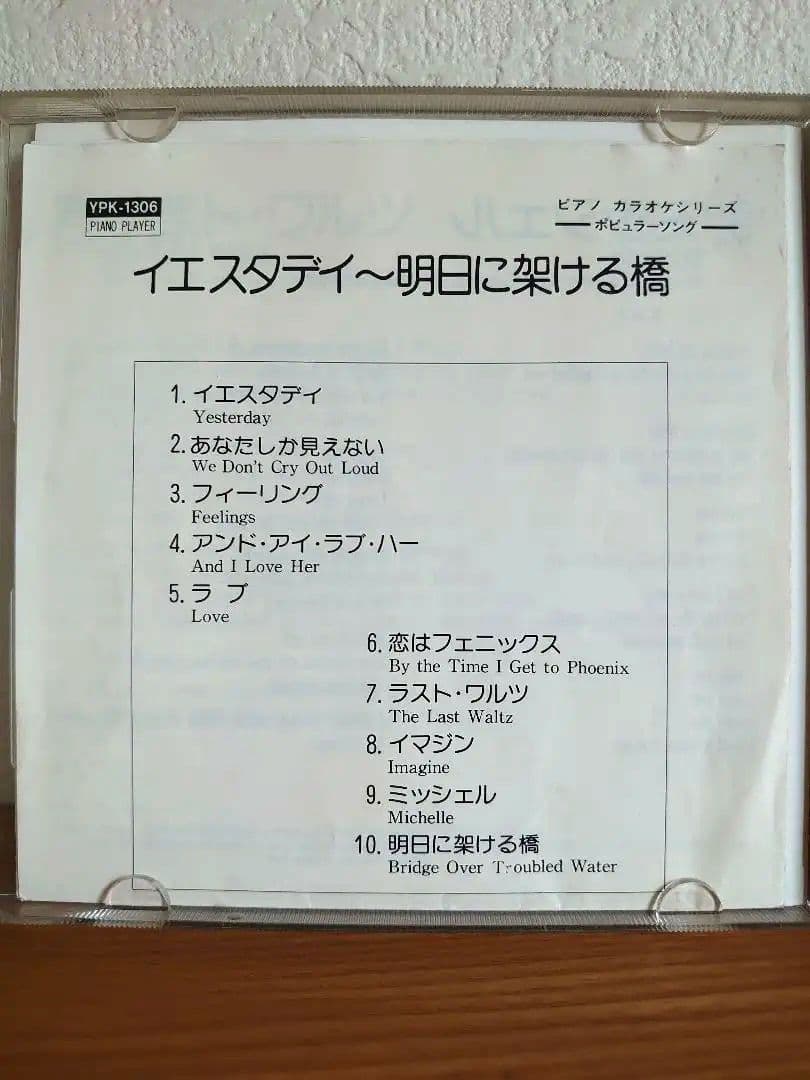 YPK-1306
PIANO PLAYER
ピアノ カラオケシリーズ
ポピュラーソング
イエスタデイ〜明日に架ける橋
1. イエスタデイ
Yesterday
2. あなたしか見えない
We Don't Cry Out Loud
3. フィーリング
Feelings
4. アンド・アイ・ラブ・ハー
And I Love Her
5. ラブ
Love
6. 恋はフェニックス
By the Time I Get to Phoenix
7. ラスト・ワルツ
The Last Waltz
8. イマジン
Imagine
9. ミッシェル
Michelle
10. 明日に架ける橋
Bridge Over Troubled Water